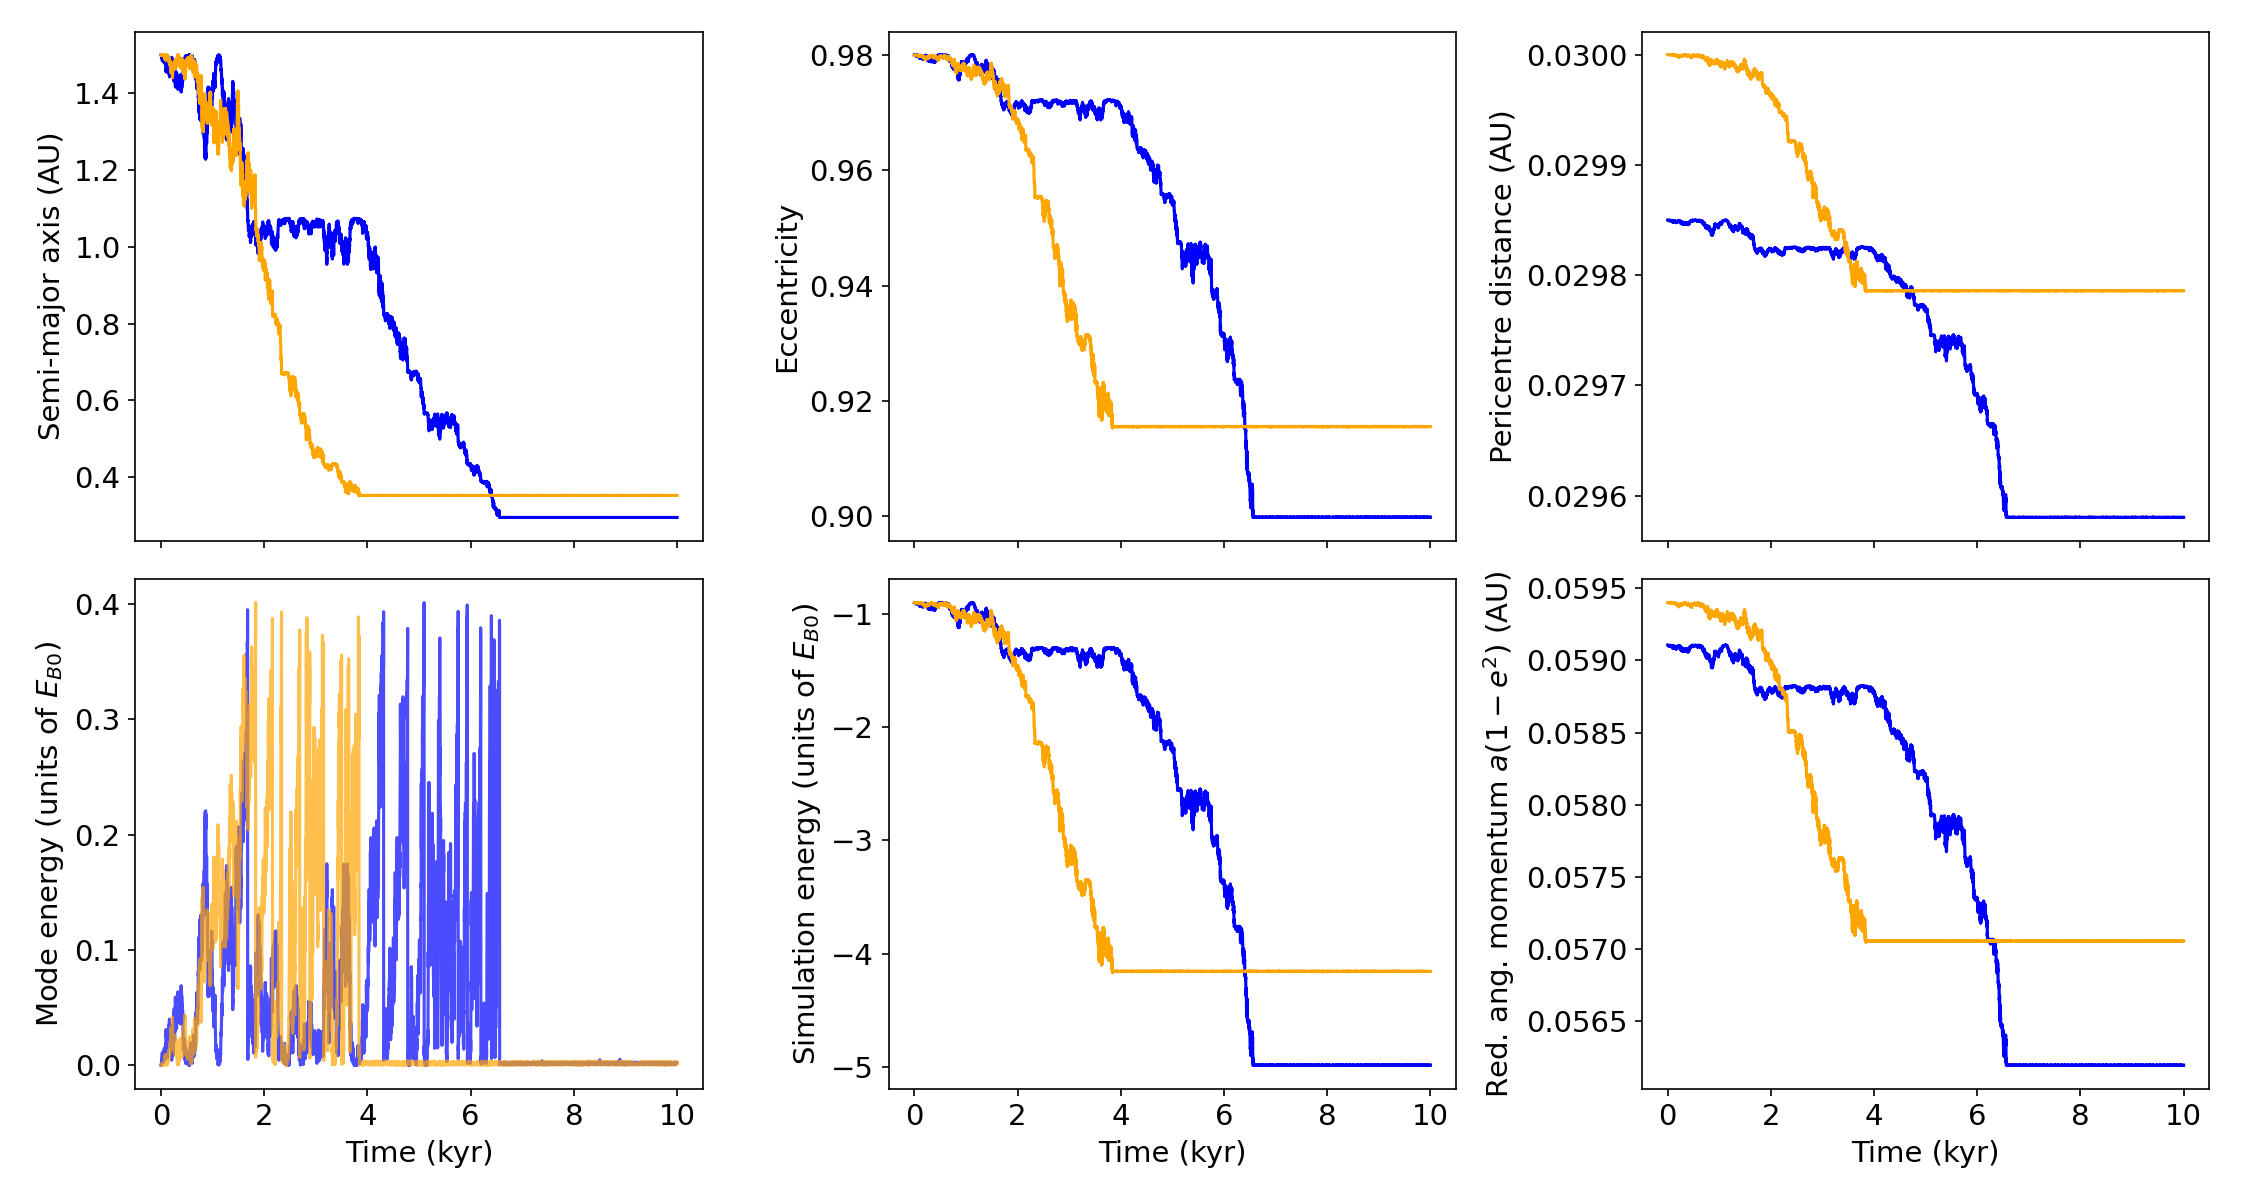 Semi-major axis (AU)
1.4
1.2
1.0
0.8
0.6
0.4
Eccentricity
0.98
0.96
0.94
0.92
0.90
Pericentre distance (AU)
0.0300
0.0299
0.0298
0.0297
0.0296
Mode energy (units of $E_{B0}$)
0.4
0.3
0.2
0.1
0.0
0 2 4 6 8 10
Time (kyr)
Simulation energy (units of $E_{B0}$)
−1
−2
−3
−4
−5
0 2 4 6 8 10
Time (kyr)
Red. ang. momentum $a(1-e^2)$ (AU)
0.0595
0.0590
0.0585
0.0580
0.0575
0.0570
0.0565
0 2 4 6 8 10
Time (kyr)